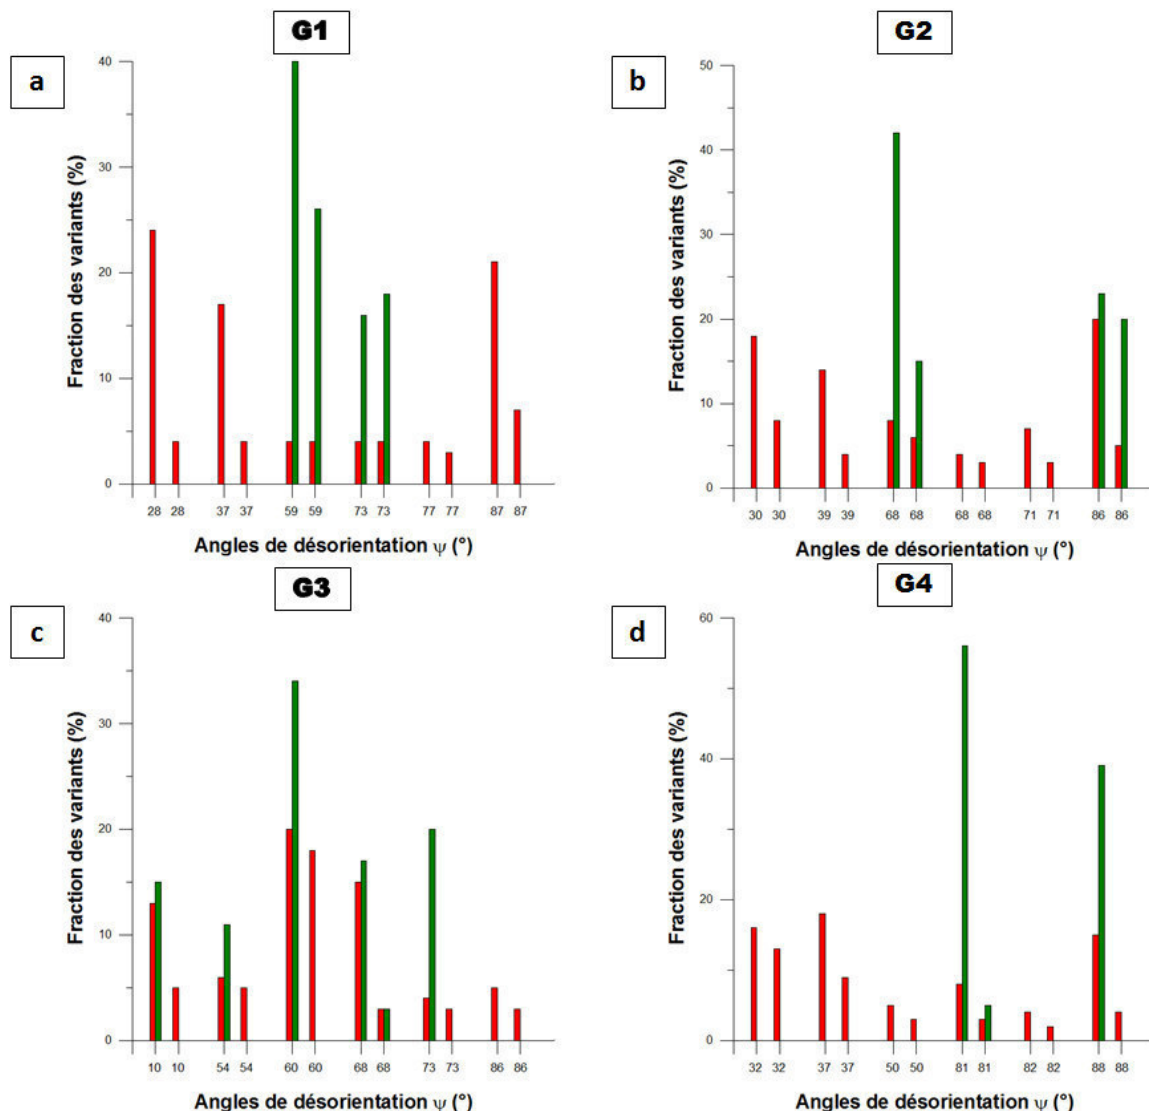 G1
a
40
30
20
10
0
Fraction des variants (%)
28 28 37 37 59 59 73 73 77 77 87 87
Angles de désorientation ψ (°)
G2
b
50
40
30
20
10
0
Fraction des variants (%)
30 30 39 39 68 68 68 68 71 71 86 86
Angles de désorientation ψ (°)
G3
c
40
30
20
10
0
Fraction des variants (%)
10 10 54 54 60 60 68 68 73 73 86 86
Angles de désorientation ψ (°)
G4
d
60
40
20
0
Fraction des variants (%)
32 32 37 37 50 50 81 81 82 82 88 88
Angles de désorientation ψ (°)